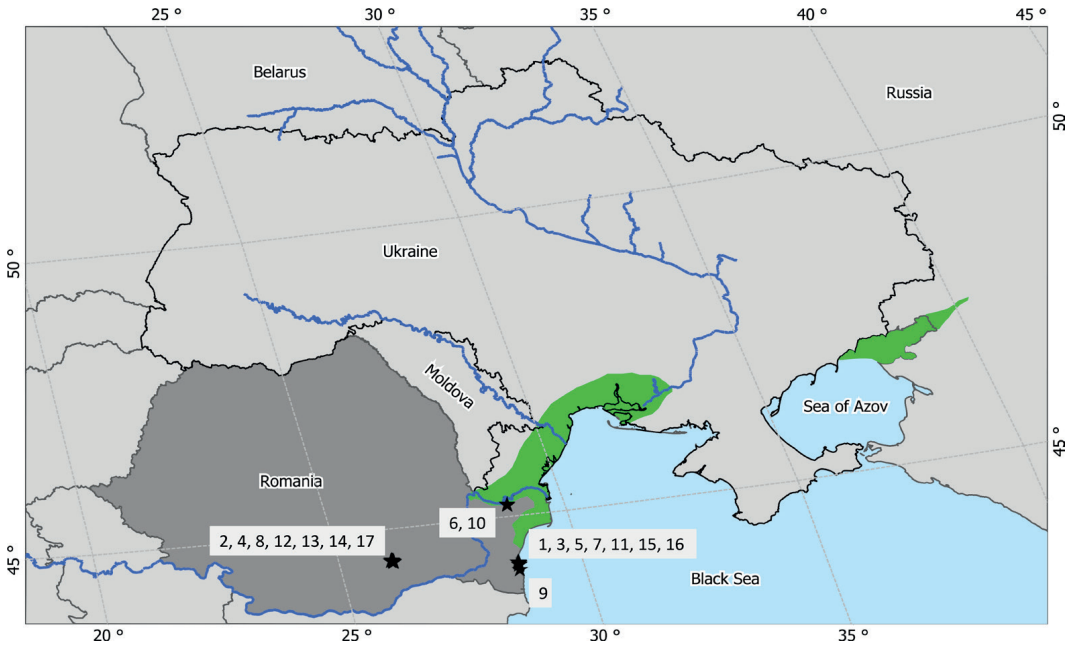 25 °
30 °
35 °
40 °
45 °
Belarus
Russia
50 °
Ukraine
50 °
Moldova
Sea of Azov
45 °
Romania
6, 10
2, 4, 8, 12, 13, 14, 17
1, 3, 5, 7, 11, 15, 16
45 °
Black Sea
9
20 °
25 °
30 °
35 °